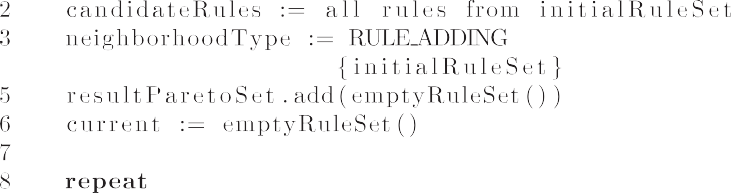 2 candidateRules := all rules from initialRuleSet
3 neighborhoodType := RULE_ADDING
{initialRuleSet}
5 resultParetoSet.add(emptyRuleSet())
6 current := emptyRuleSet()
7
8 repeat